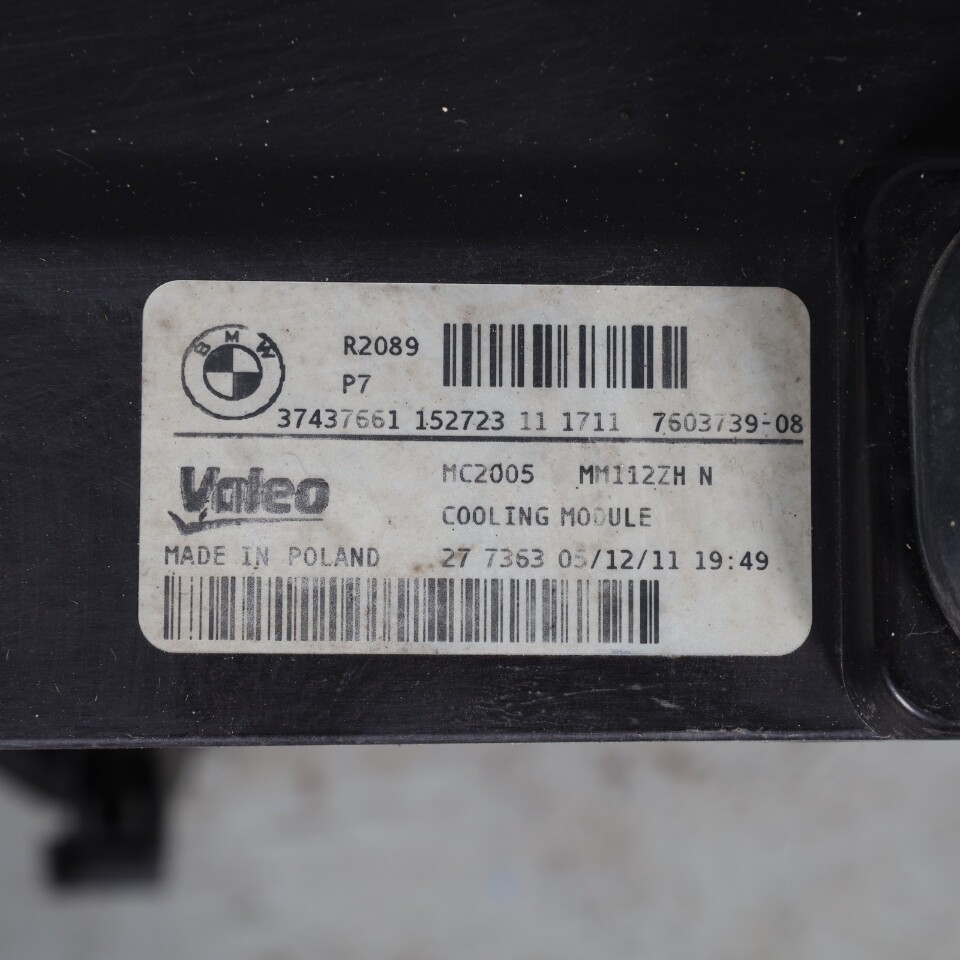 BMW
R2089
P7
37437661 152723 11 1711 7603739-08
Valeo
MC2005 MM112ZH N
COOLING MODULE
MADE IN POLAND 27 7363 05/12/11 19:49